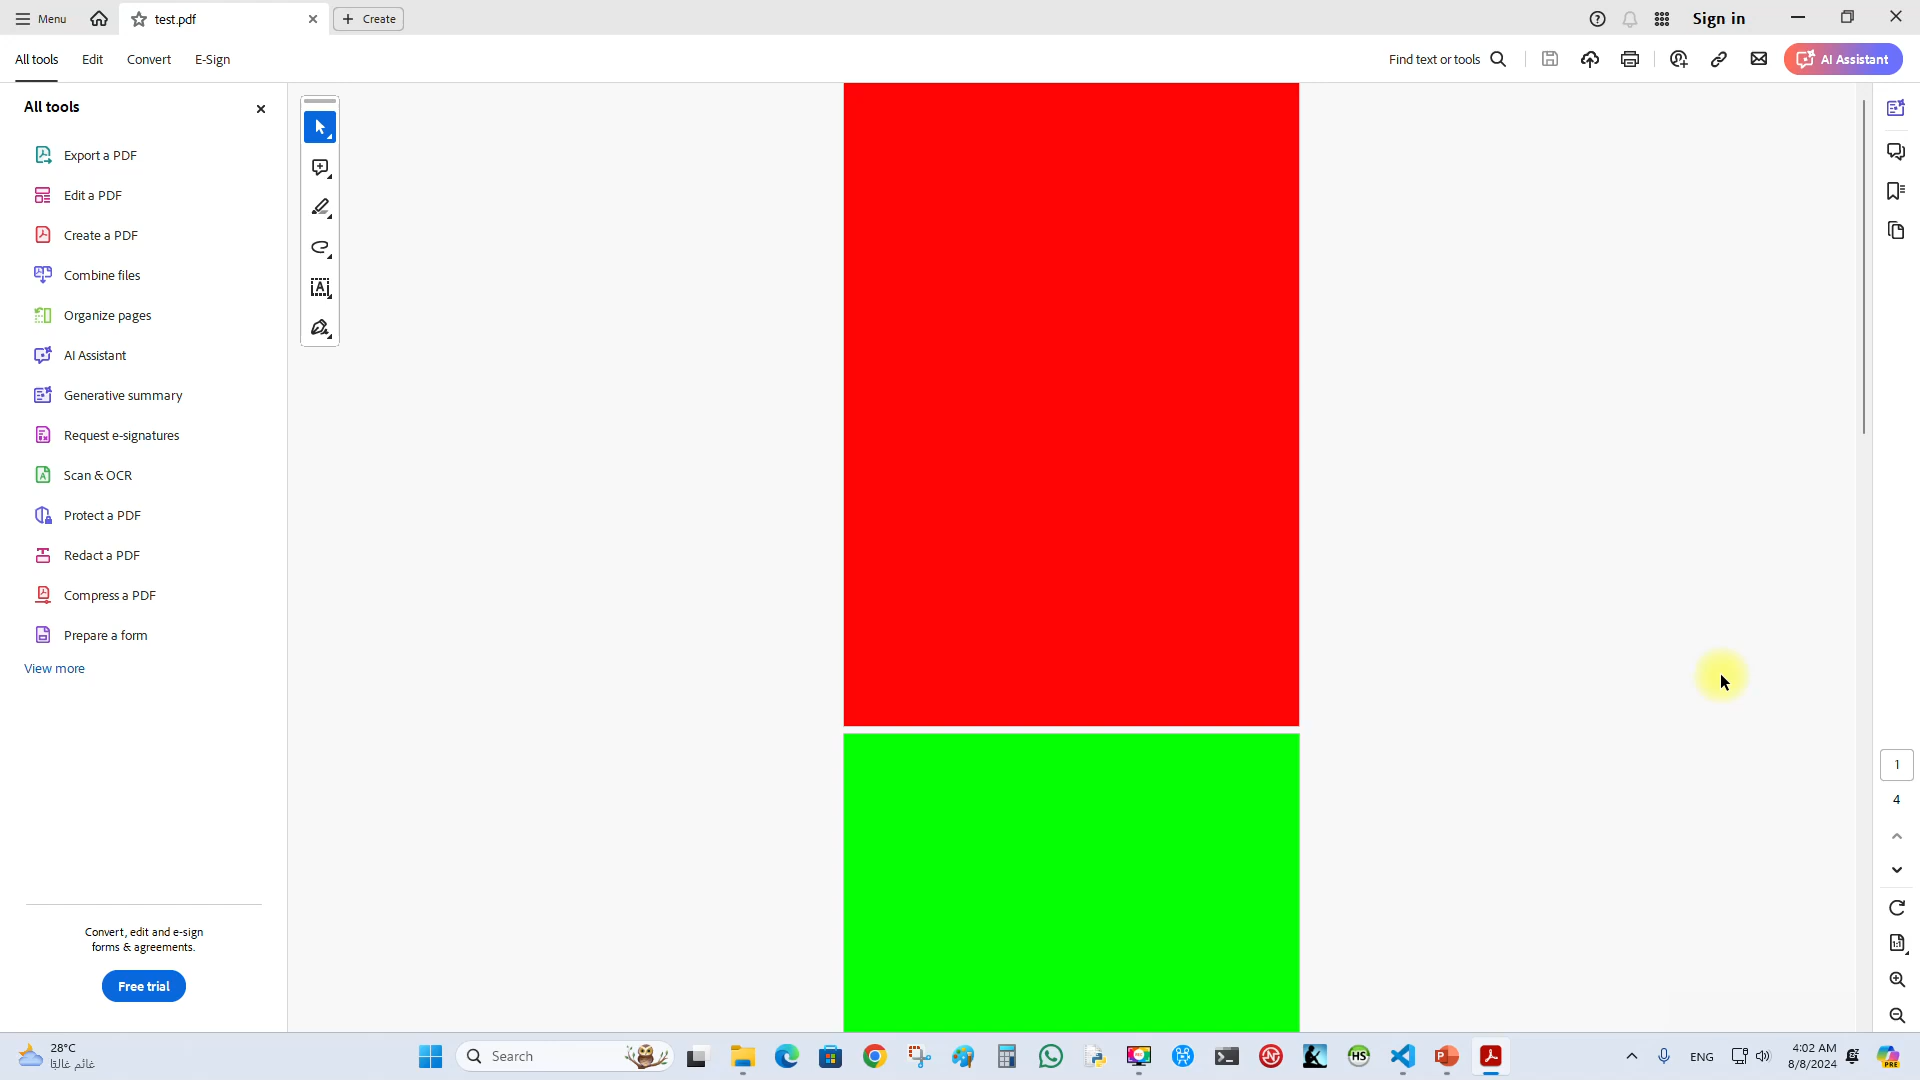 Menu
test.pdf
Create
Sign in
All tools
Edit
Convert
E-Sign
Find text or tools
AI Assistant
All tools
Export a PDF
Edit a PDF
Create a PDF
Combine files
Organize pages
AI Assistant
Generative summary
Request e-signatures
Scan & OCR
Protect a PDF
Redact a PDF
Compress a PDF
Prepare a form
View more
Convert, edit and e-sign
forms & agreements.
Free trial
1
4
28°C
غائم غالبًا
Search
HS
ENG
4:02 AM
8/8/2024
PRE